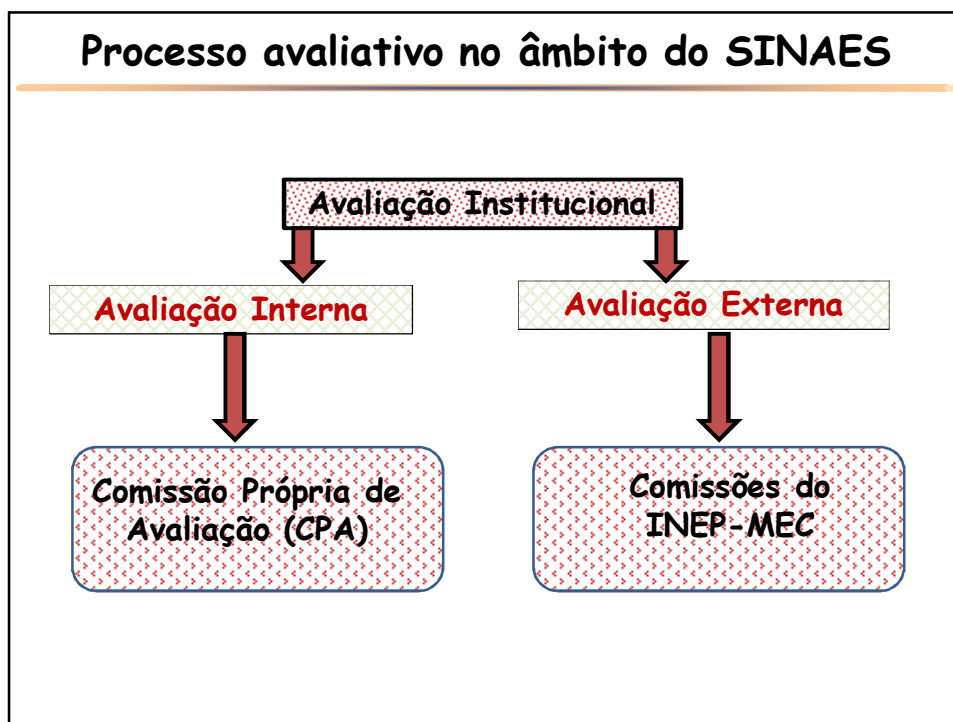 Processo avaliativo no âmbito do SINAES
Avaliação Institucional
Avaliação Interna
Avaliação Externa
Comissão Própria de
Avaliação (CPA)
Comissões do
INEP-MEC